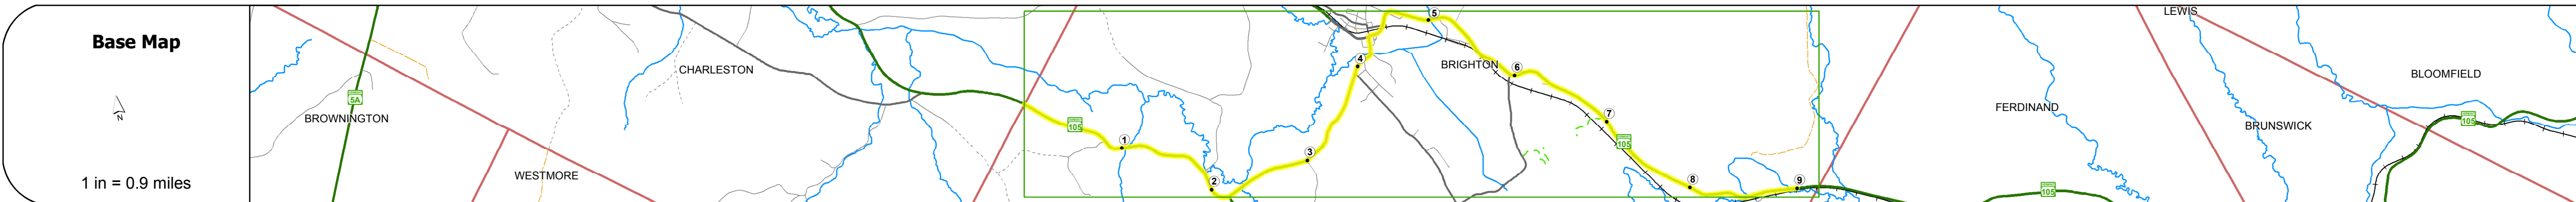 Base Map
N
1 in = 0.9 miles
5A
BROWNINGTON
WESTMORE
CHARLESTON
105
1
2
3
4
5
BRIGHTON
6
7
105
8
9
LEWIS
FERDINAND
105
BRUNSWICK
BLOOMFIELD
105